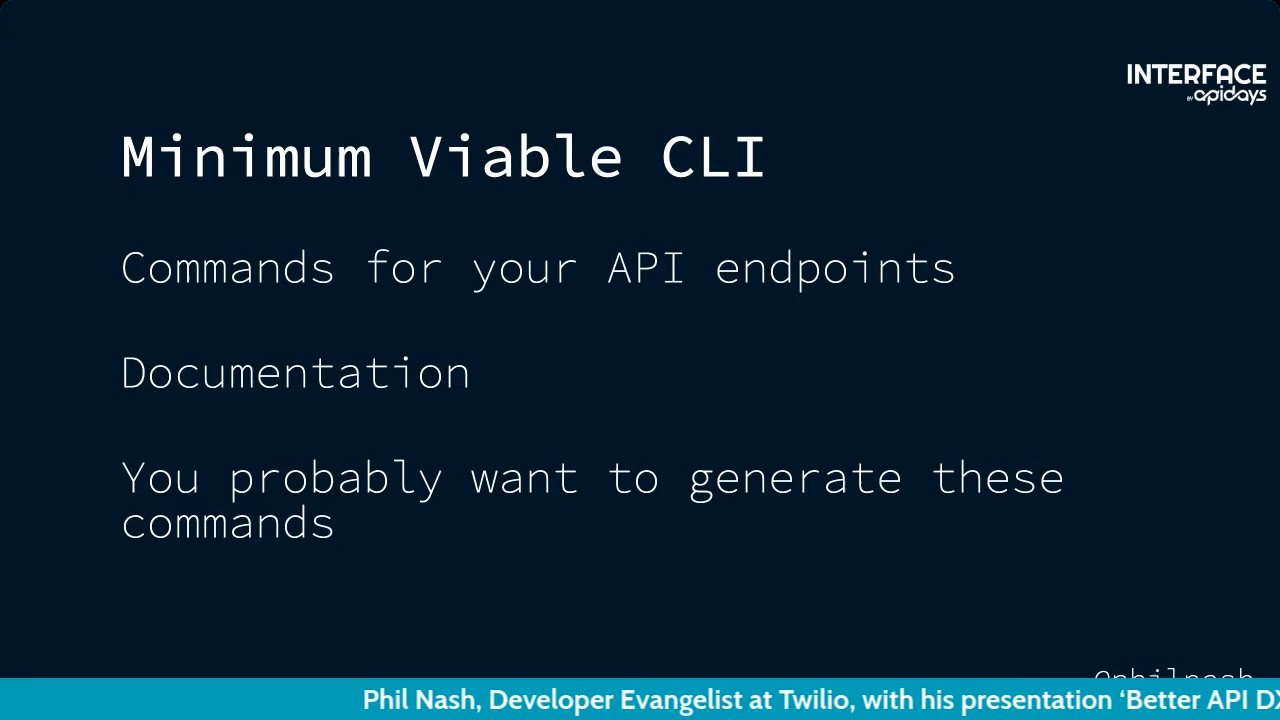 INTERFACE
BY apidays
Minimum Viable CLI
Commands for your API endpoints
Documentation
You probably want to generate these
commands
@philnash
Phil Nash, Developer Evangelist at Twilio, with his presentation ‘Better API DX